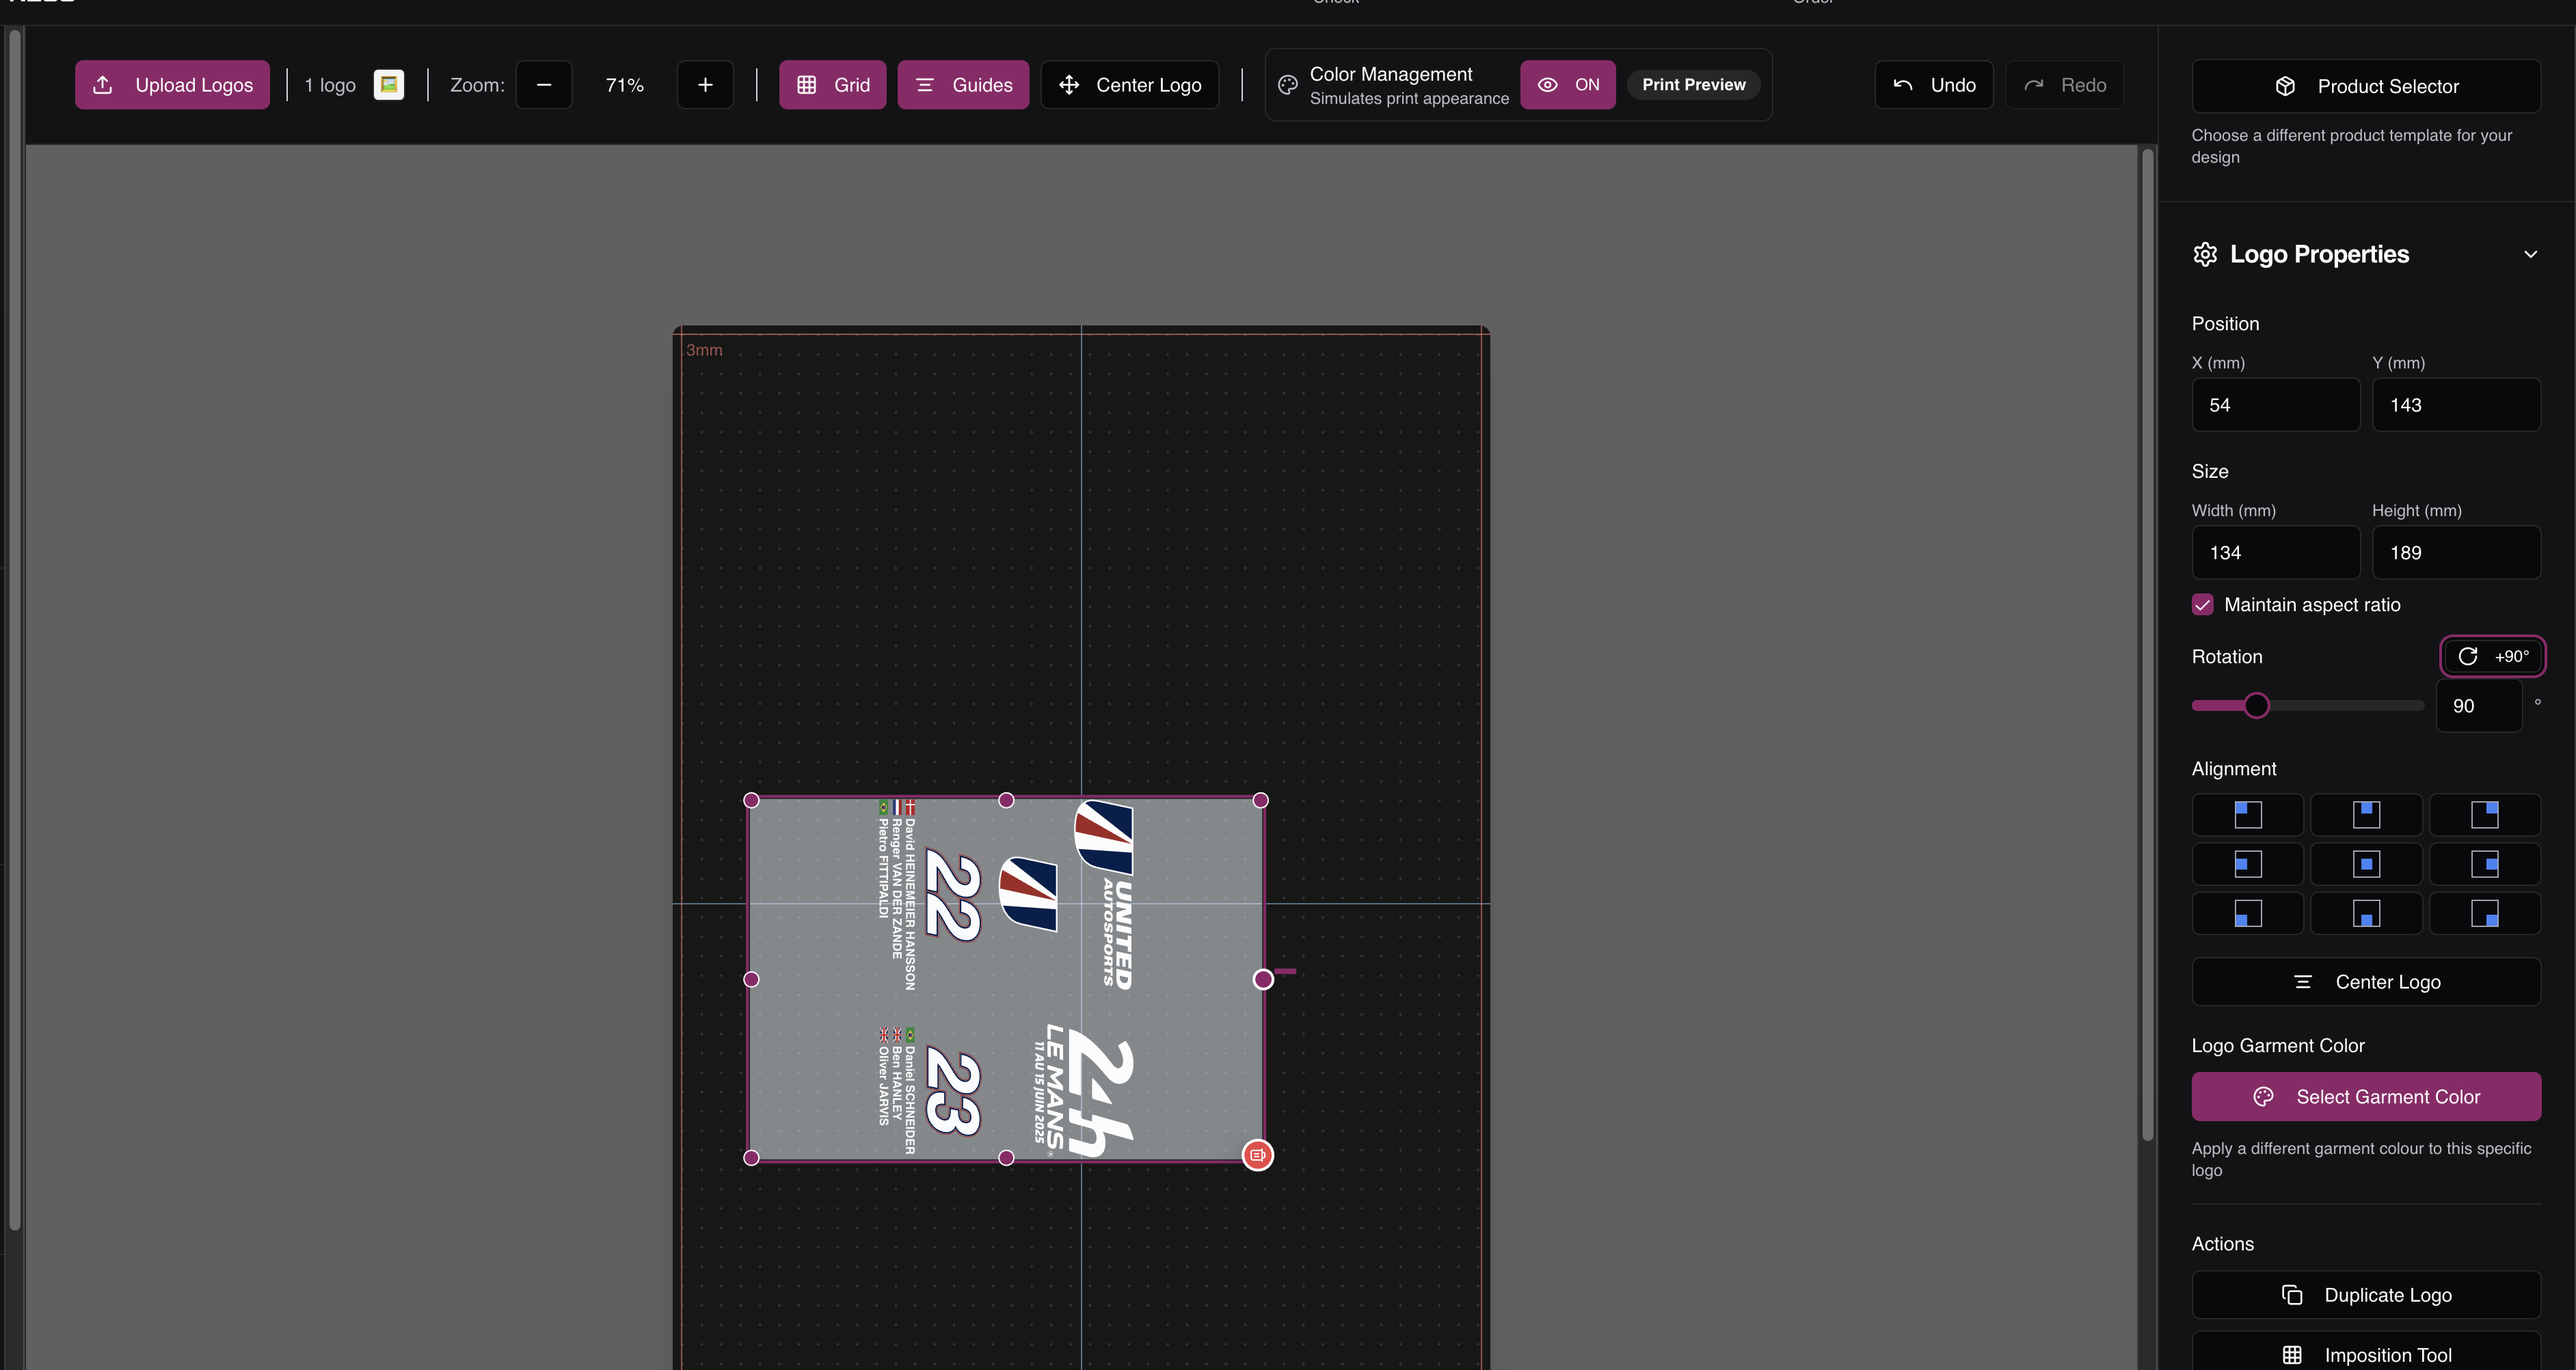 Upload Logos
1 logo
Zoom:
71%
Grid
Guides
Center Logo
Color Management
Simulates print appearance
ON
Print Preview
Undo
Redo
3mm
UNITED
AUTOSPORTS
24h
LE MANS
11 AU 15 JUIN 2025
22
David HEINEMEIER HANSSON
Renger VAN DER ZANDE
Pietro FITTIPALDI
23
Daniel SCHNEIDER
Ben HANLEY
Oliver JARVIS
Product Selector
Choose a different product template for your
design
Logo Properties
Position
X (mm)
Y (mm)
54
143
Size
Width (mm)
Height (mm)
134
189
Maintain aspect ratio
Rotation
+90°
90
°
Alignment
Center Logo
Logo Garment Color
Select Garment Color
Apply a different garment colour to this specific
logo
Actions
Duplicate Logo
Imposition Tool